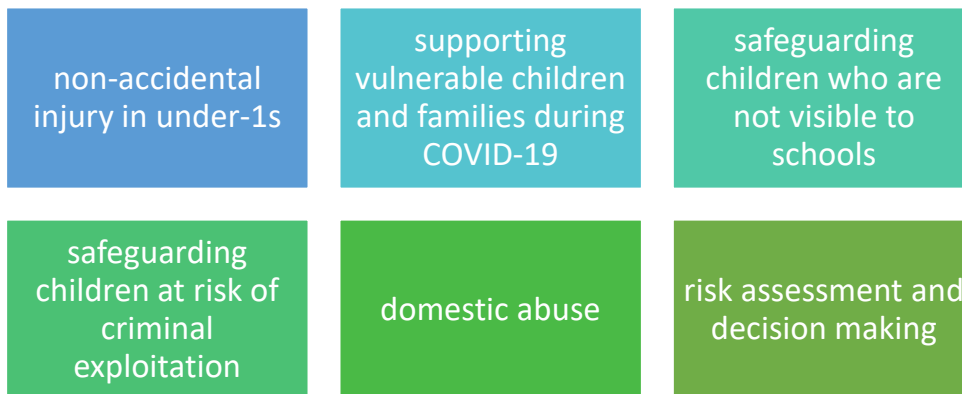 non-accidental
injury in under-1s
supporting
vulnerable children
and families during
COVID-19
safeguarding
children who are
not visible to
schools
safeguarding
children at risk of
criminal
exploitation
domestic abuse
risk assessment and
decision making